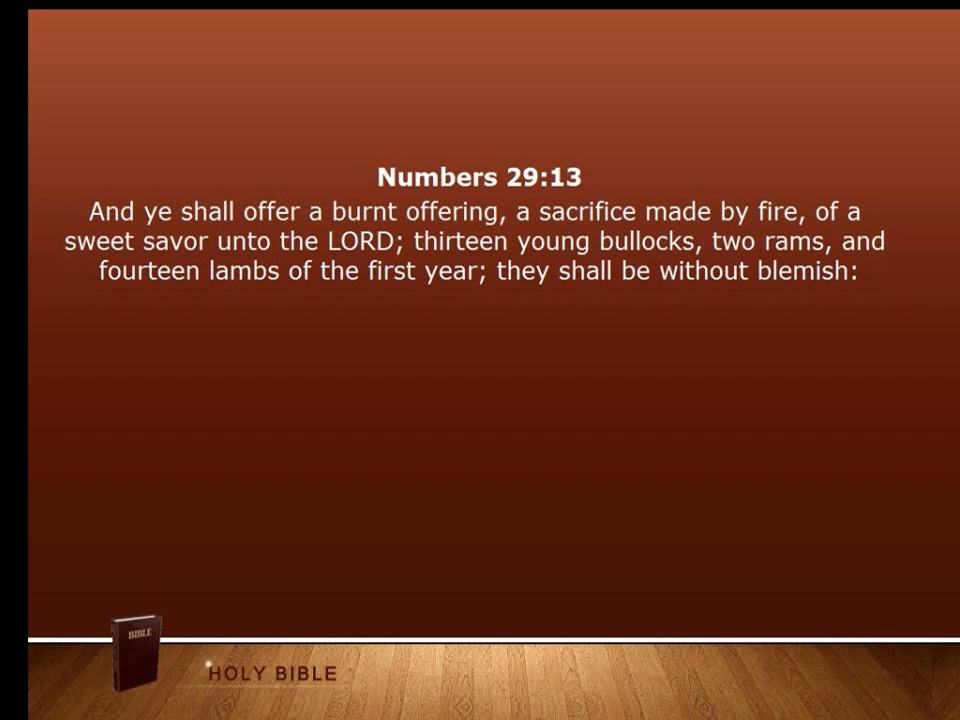 Numbers 29:13
And ye shall offer a burnt offering, a sacrifice made by fire, of a
sweet savor unto the LORD; thirteen young bullocks, two rams, and
fourteen lambs of the first year; they shall be without blemish:
BIBLE
HOLY BIBLE